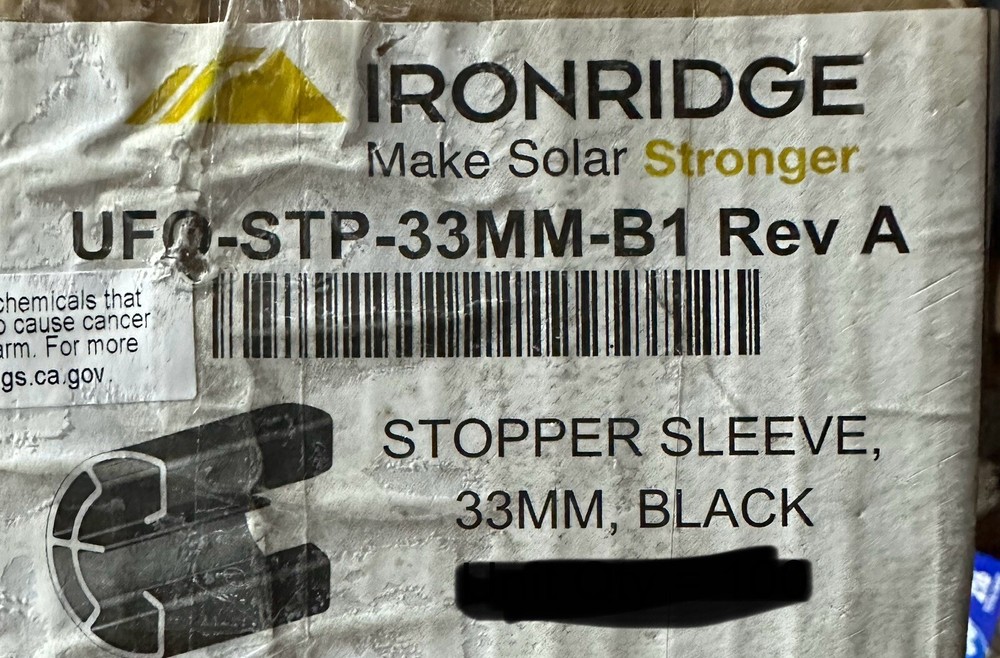 IRONRIDGE
Make Solar Stronger
UFO-STP-33MM-B1 Rev A
chemicals that
o cause cancer
arm. For more
gs.ca.gov.
STOPPER SLEEVE,
33MM, BLACK